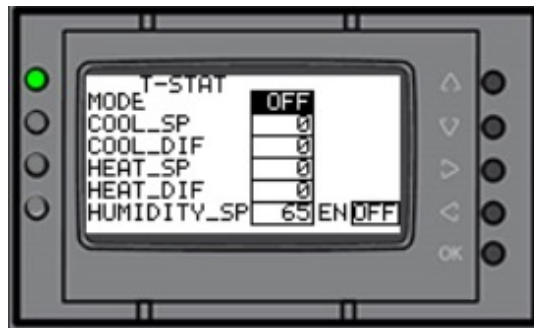 T-STAT
MODE OFF
COOL_SP 0
COOL_DIF 0
HEAT_SP 0
HEAT_DIF 0
HUMIDITY_SP 65 EN OFF
OK